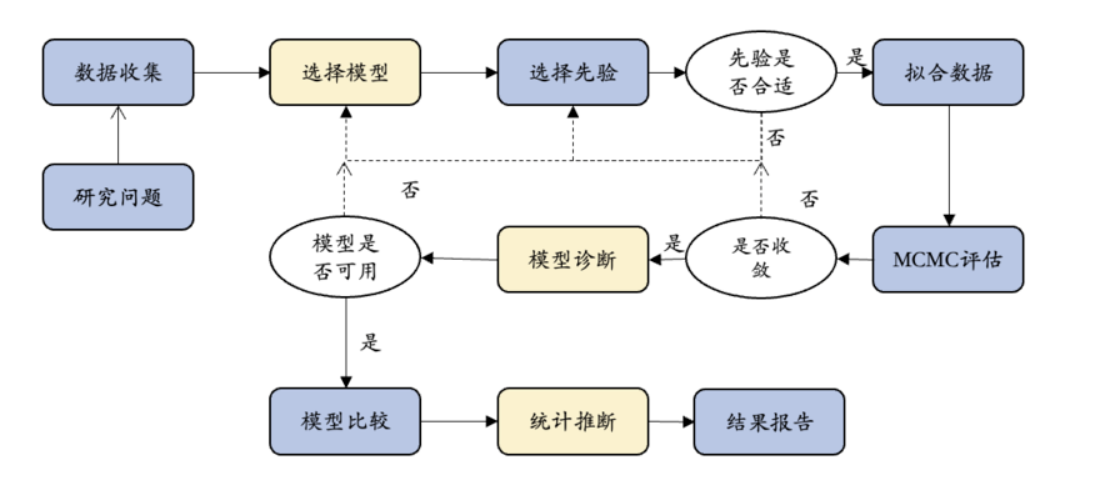 数据收集
选择模型
选择先验
先验是
否合适
是
拟合数据
否
研究问题
否
否
模型是
否可用
模型诊断
是
是否收
敛
MCMC评估
是
模型比较
统计推断
结果报告